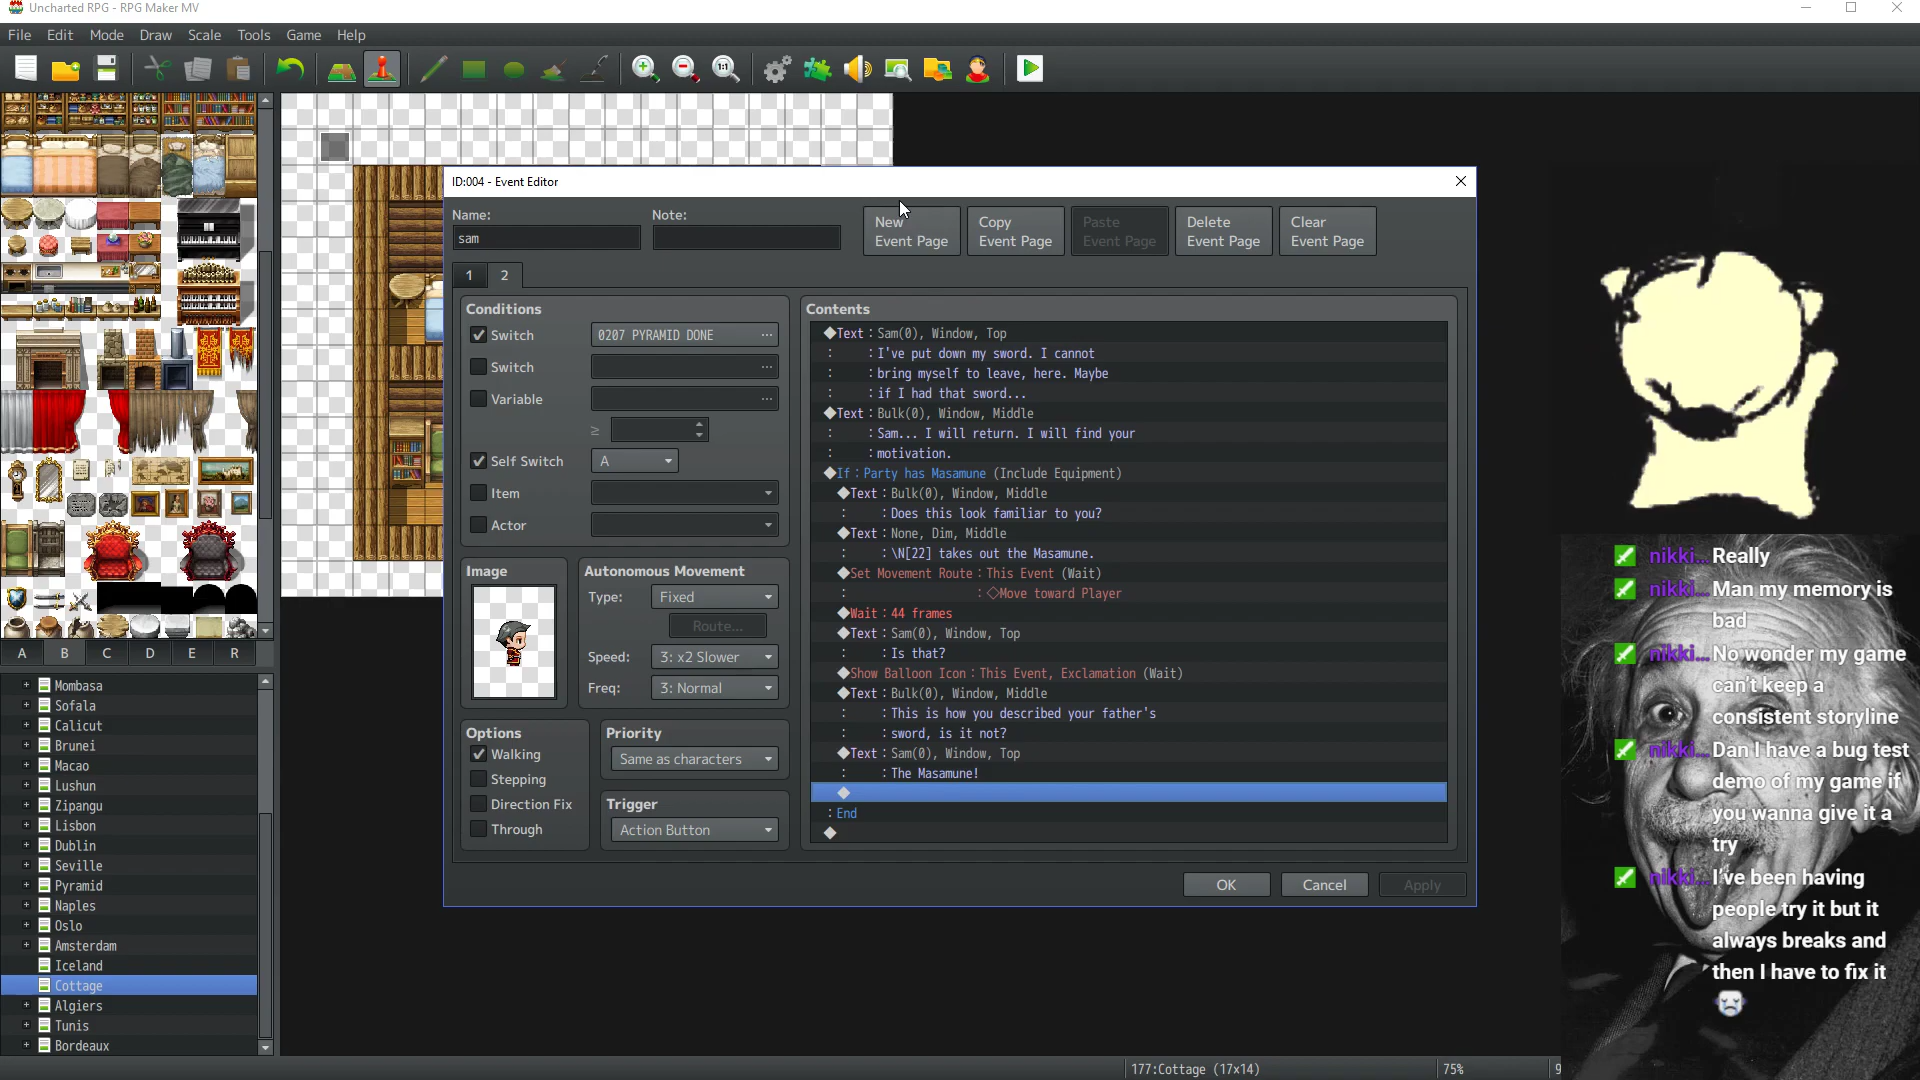 Uncharted RPG - RPG Maker MV
File Edit Mode Draw Scale Tools Game Help
1:1
ID:004 - Event Editor
Name:
Note:
sam
New
Event Page
Copy
Event Page
Paste
Event Page
Delete
Event Page
Clear
Event Page
1 2
Conditions
Switch 0207 PYRAMID DONE ...
Switch ...
Variable ...
≥
Self Switch A
Item
Actor
Image
Autonomous Movement
Type: Fixed
Route...
Speed: 3: x2 Slower
Freq: 3: Normal
Options
Walking
Stepping
Direction Fix
Through
Priority
Same as characters
Trigger
Action Button
Contents
◆Text : Sam(0), Window, Top
: : I've put down my sword. I cannot
: : bring myself to leave, here. Maybe
: : if I had that sword...
◆Text : Bulk(0), Window, Middle
: : Sam... I will return. I will find your
: : motivation.
◆If : Party has Masamune (Include Equipment)
◆Text : Bulk(0), Window, Middle
: : Does this look familiar to you?
◆Text : None, Dim, Middle
: : \N[22] takes out the Masamune.
◆Set Movement Route : This Event (Wait)
: : ◇Move toward Player
◆Wait : 44 frames
◆Text : Sam(0), Window, Top
: : Is that?
◆Show Balloon Icon : This Event, Exclamation (Wait)
◆Text : Bulk(0), Window, Middle
: : This is how you described your father's
: : sword, is it not?
◆Text : Sam(0), Window, Top
: : The Masamune!
◆
: End
◆
OK Cancel Apply
A B C D E R
Mombasa
Sofala
Calicut
Brunei
Macao
Lushun
Zipangu
Lisbon
Dublin
Seville
Pyramid
Naples
Oslo
Amsterdam
Iceland
Cottage
Algiers
Tunis
Bordeaux
177:Cottage (17x14)
75%
nikki... Really
nikki... Man my memory is
bad
nikki... No wonder my game
can't keep a
consistent storyline
nikki... Dan I have a bug test
demo of my game if
you wanna give it a
try
nikki... I've been having
people try it but it
always breaks and
then I have to fix it